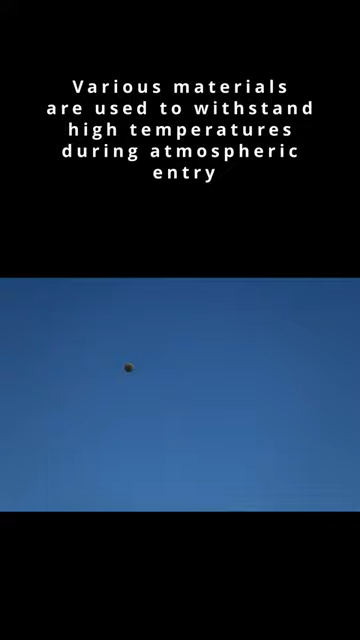 Various materials
are used to withstand
high temperatures
during atmospheric
entry